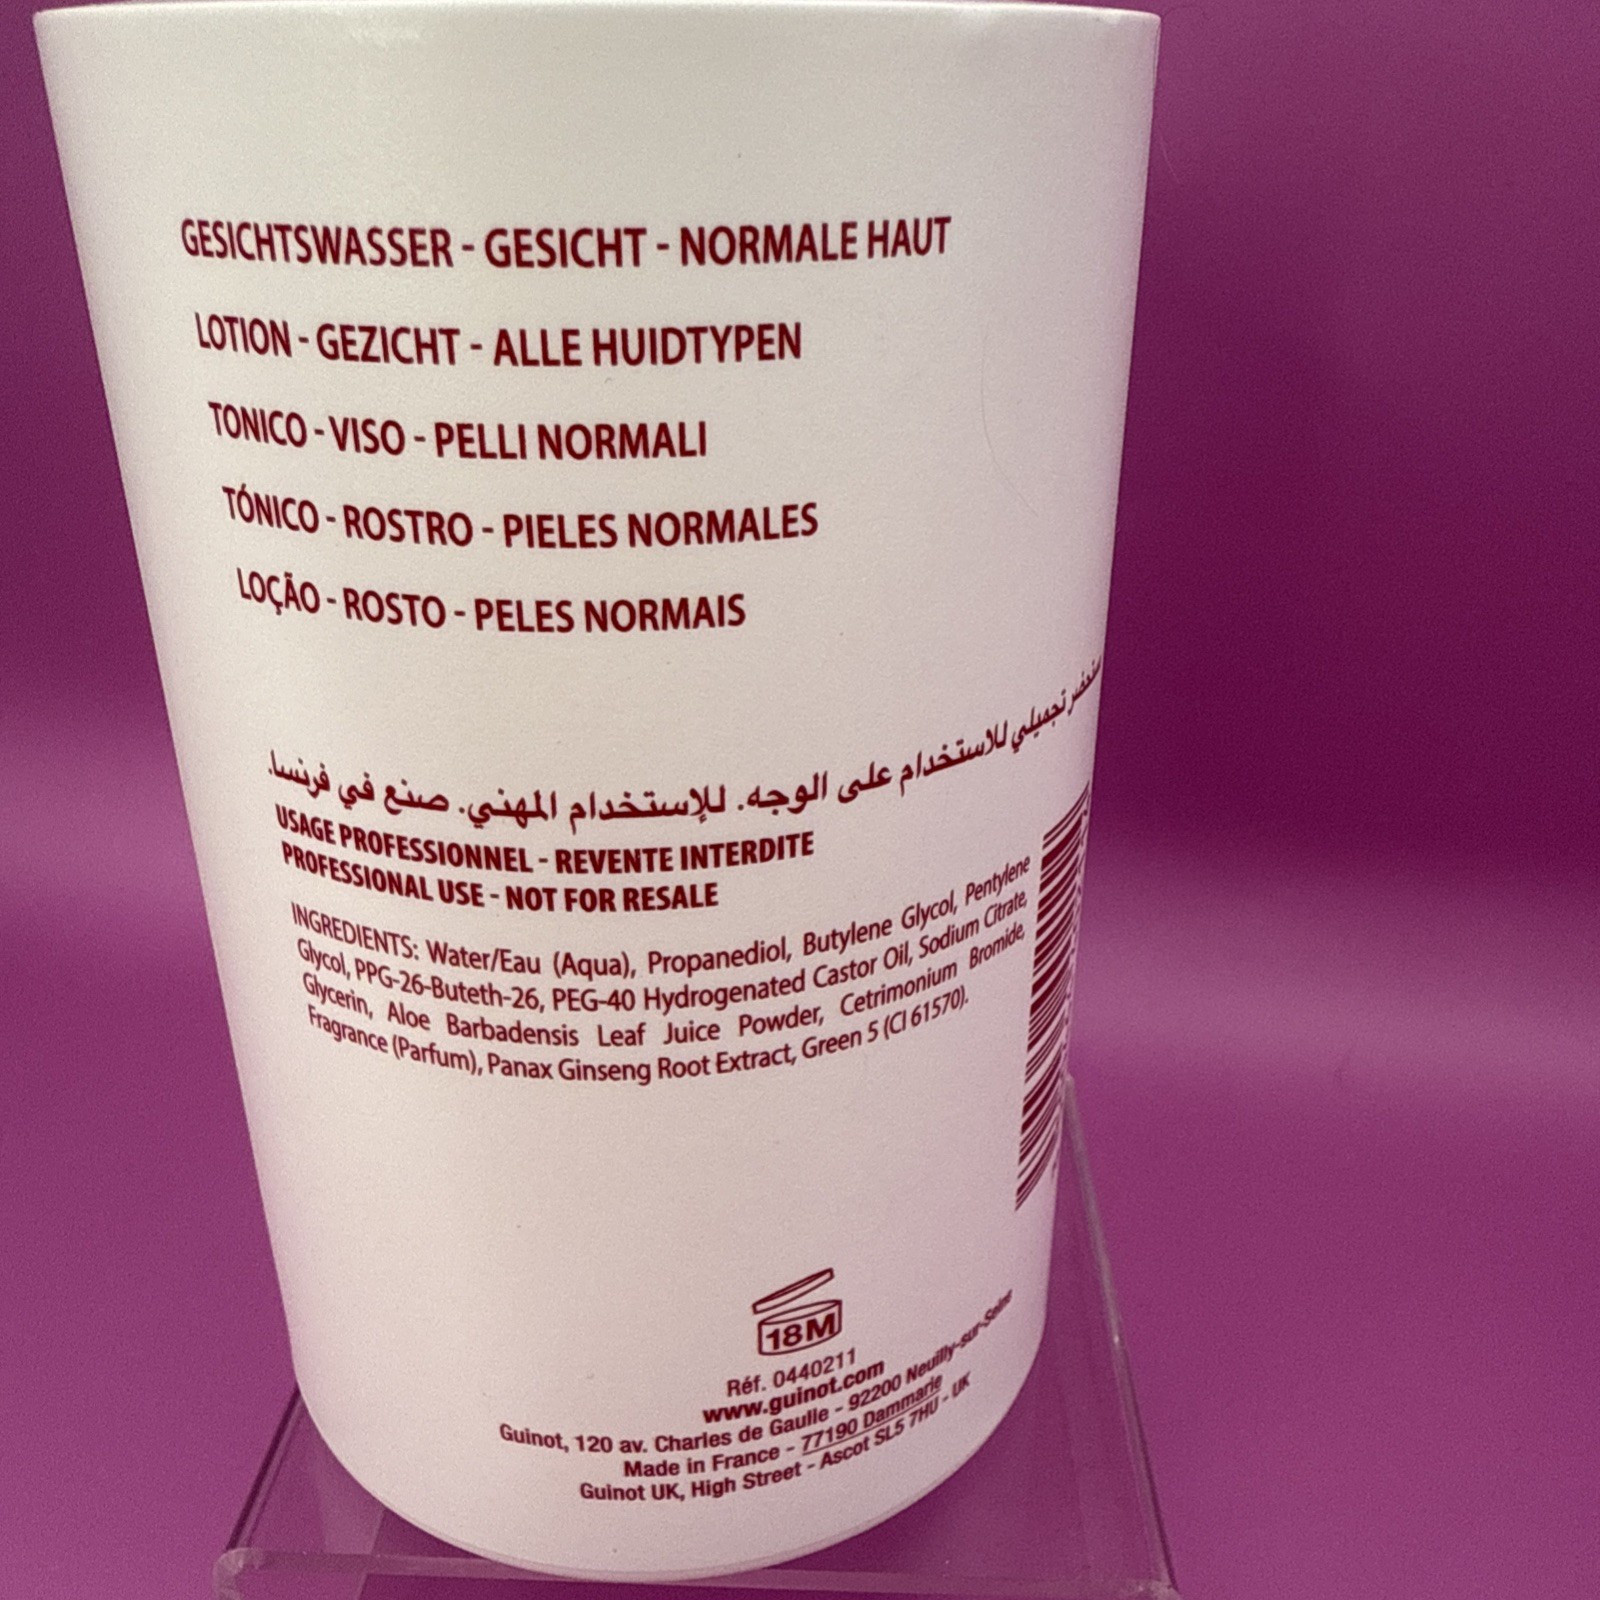 GESICHTSWASSER - GESICHT - NORMALE HAUT
LOTION - GEZICHT - ALLE HUIDTYPEN
TONICO - VISO - PELLI NORMALI
TÓNICO - ROSTRO - PIELES NORMALES
LOÇÃO - ROSTO - PELES NORMAIS
مستحضر تجميلي للاستخدام على الوجه. للإستخدام المهني. صنع في فرنسا.
USAGE PROFESSIONNEL - REVENTE INTERDITE
PROFESSIONAL USE - NOT FOR RESALE
INGREDIENTS: Water/Eau (Aqua), Propanediol, Butylene Glycol, Pentylene
Glycol, PPG-26-Buteth-26, PEG-40 Hydrogenated Castor Oil, Sodium Citrate,
Glycerin, Aloe Barbadensis Leaf Juice Powder, Cetrimonium Bromide,
Fragrance (Parfum), Panax Ginseng Root Extract, Green 5 (CI 61570).
18M
Réf. 0440211
www.guinot.com
Guinot, 120 av. Charles de Gaulle - 92200 Neuilly-sur-Seine
Made in France - 77190 Dammarie
Guinot UK, High Street - Ascot SL5 7HU - UK